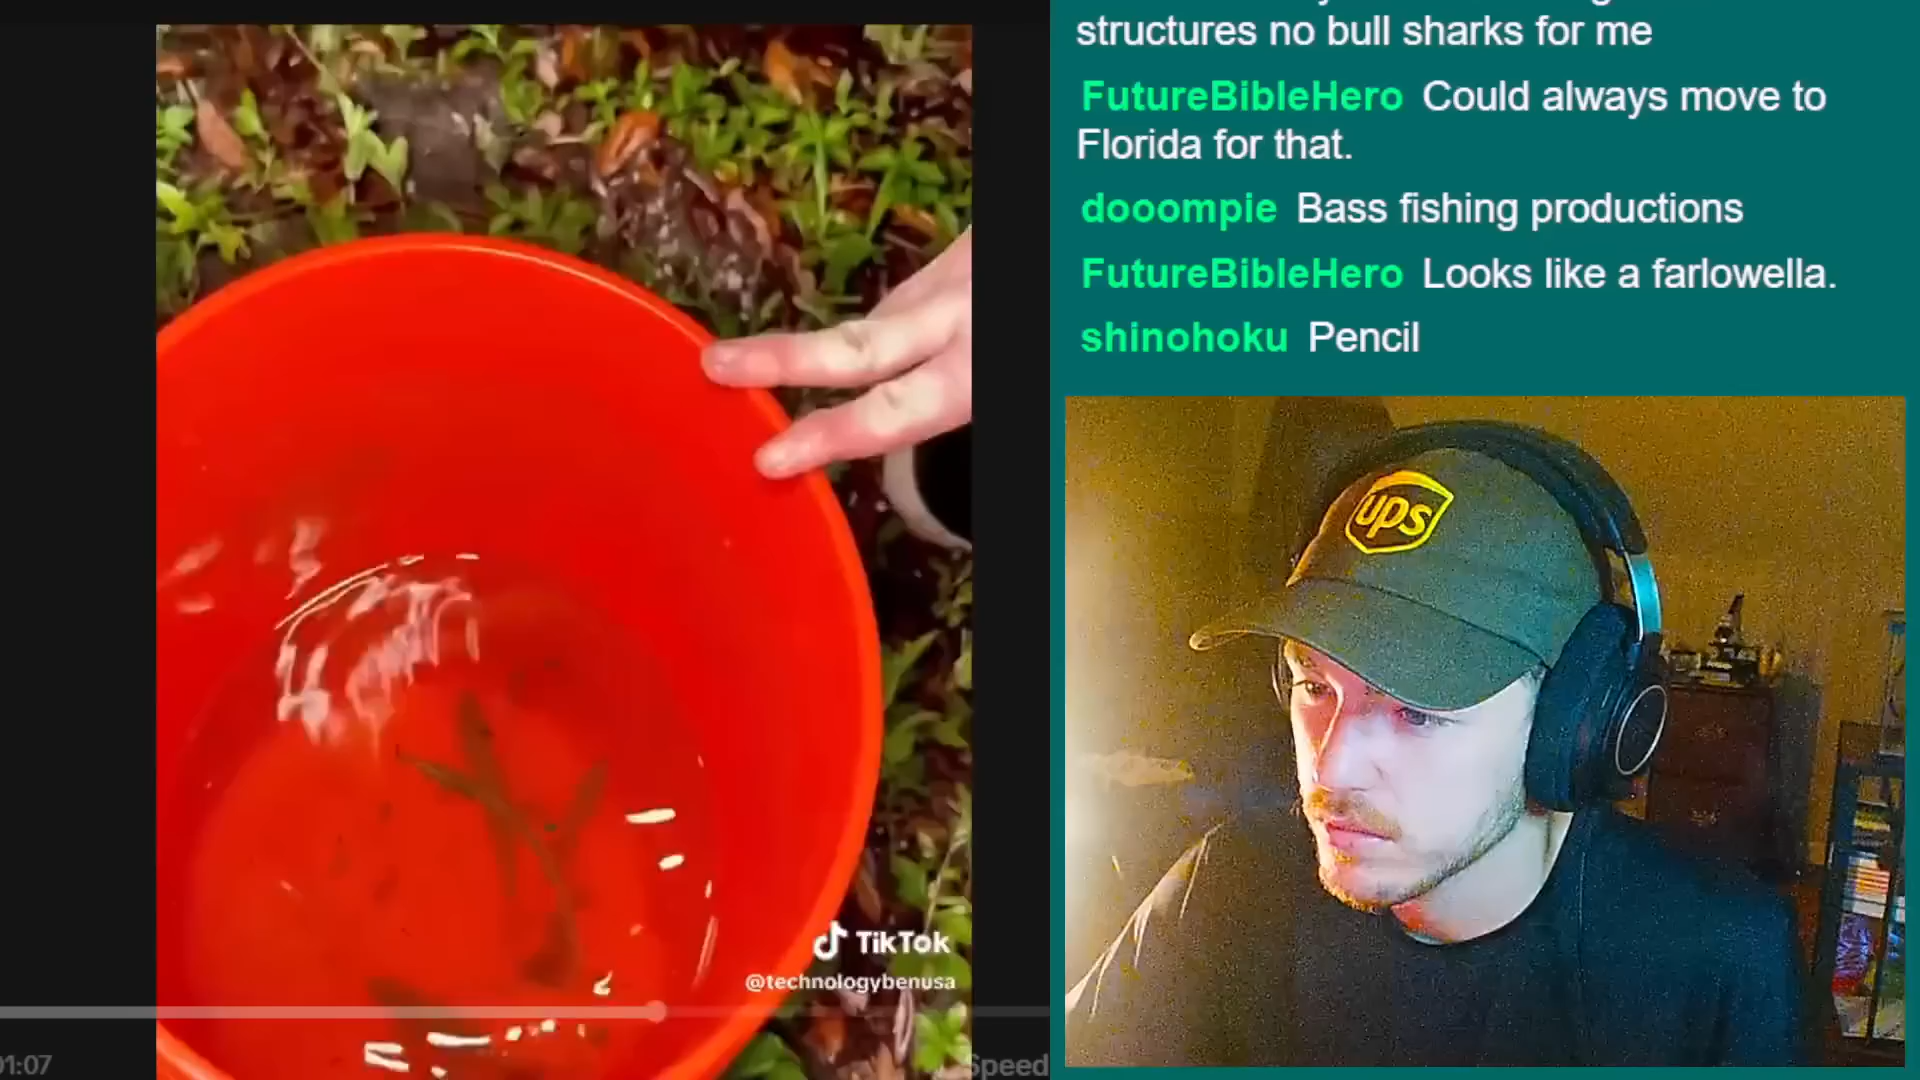 structures no bull sharks for me
FutureBibleHero Could always move to
Florida for that.
dooompie Bass fishing productions
FutureBibleHero Looks like a farlowella.
shinohoku Pencil
ups
TikTok
@technologybenusa
01:07
Speed